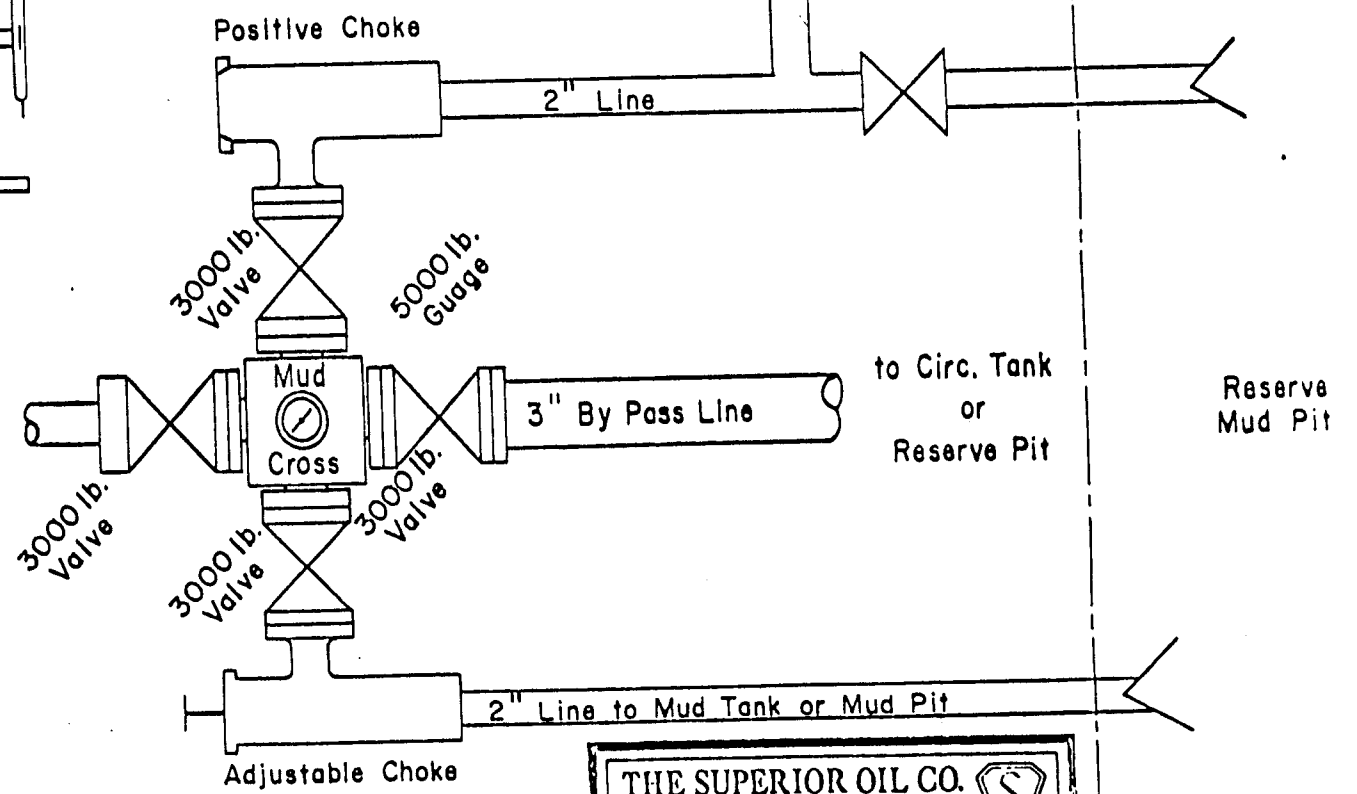 Positive Choke
2" Line
3000 lb.
Valve
5000 lb.
Guage
Mud
Cross
3" By Pass Line
to Circ. Tank
or
Reserve Pit
Reserve
Mud Pit
3000 lb.
Valve
3000 lb.
Valve
3000 lb.
Valve
2" Line to Mud Tank or Mud Pit
Adjustable Choke
THE SUPERIOR OIL CO.
S